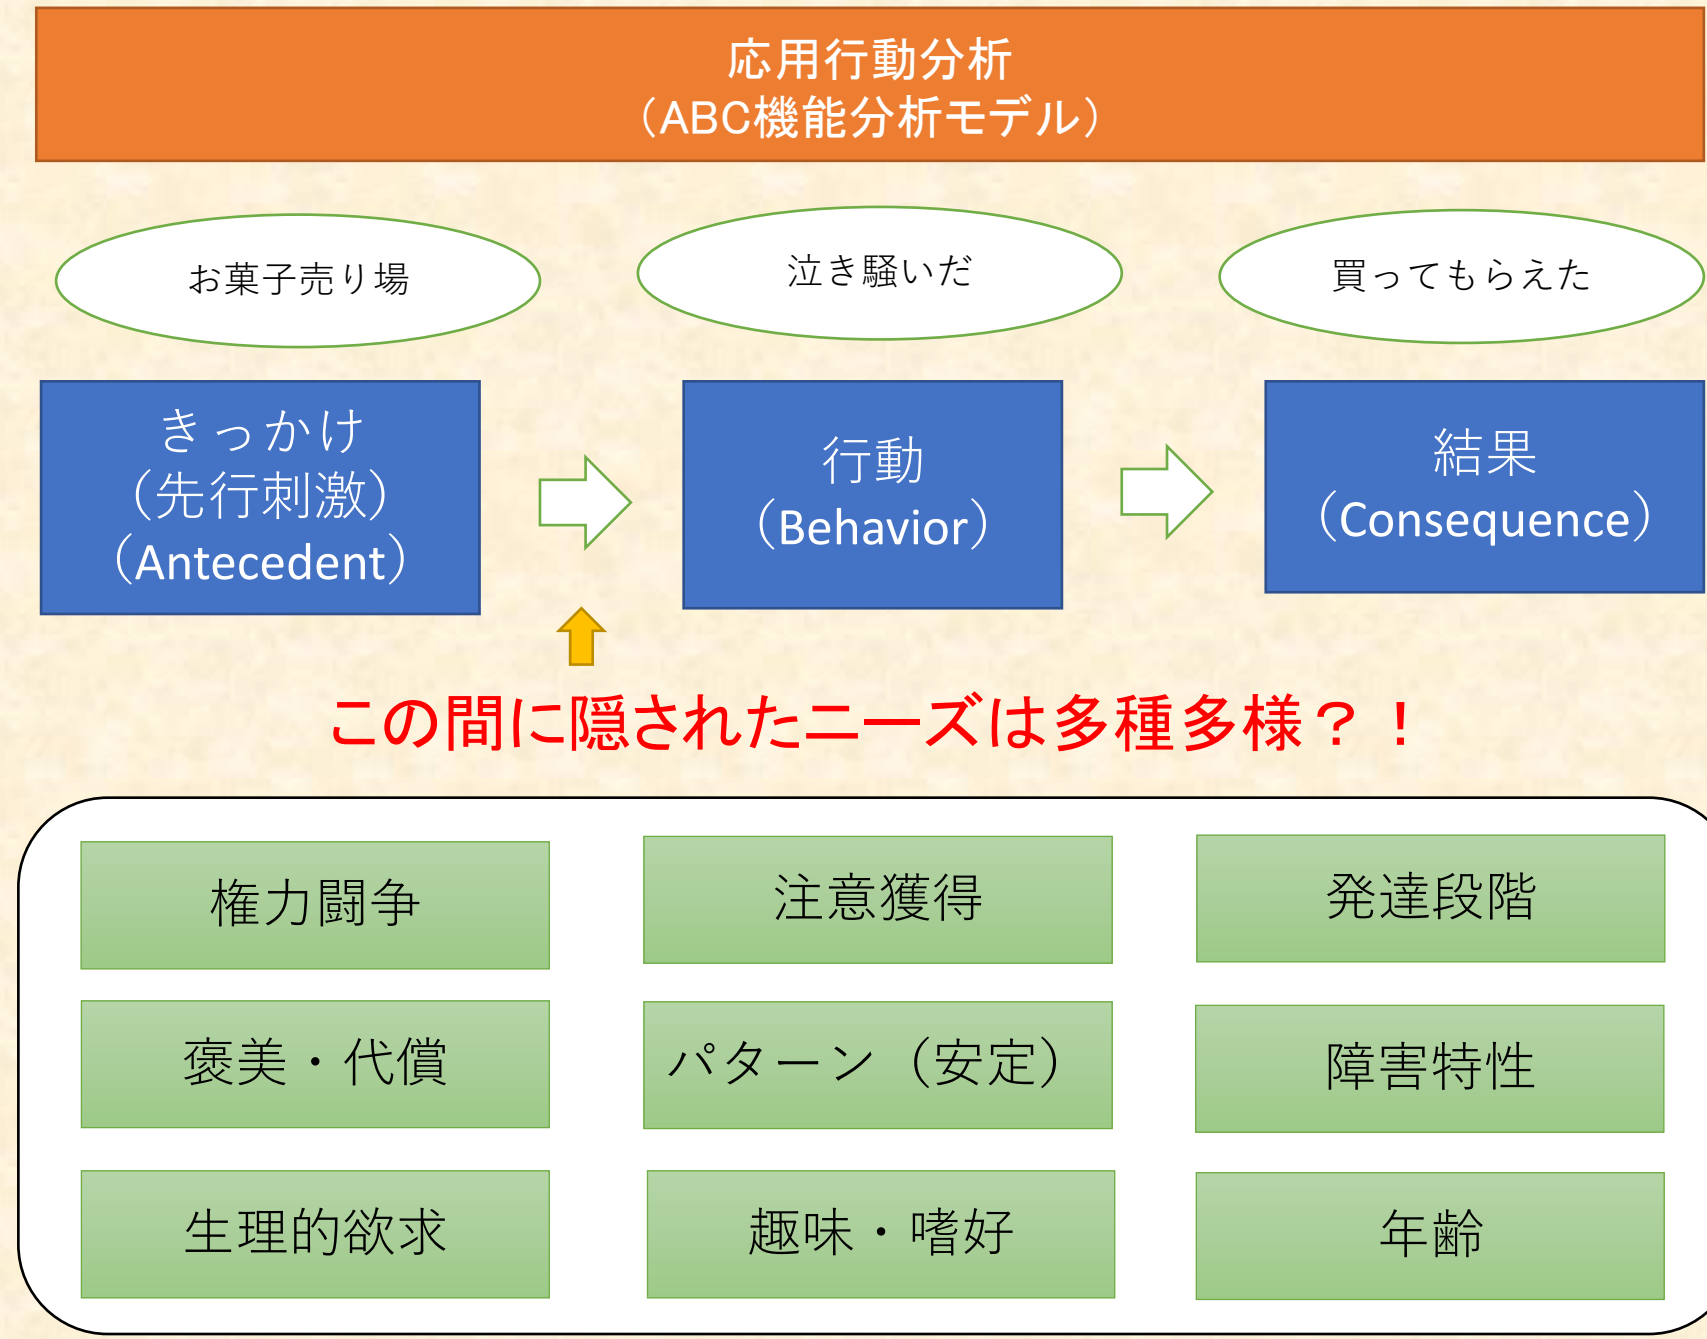 応用行動分析
（ABC機能分析モデル）
お菓子売り場
泣き騒いだ
買ってもらえた
きっかけ
（先行刺激）
（Antecedent）
行動
（Behavior）
結果
（Consequence）
この間に隠されたニーズは多種多様？！
権力闘争
注意獲得
発達段階
褒美・代償
パターン（安定）
障害特性
生理的欲求
趣味・嗜好
年齢